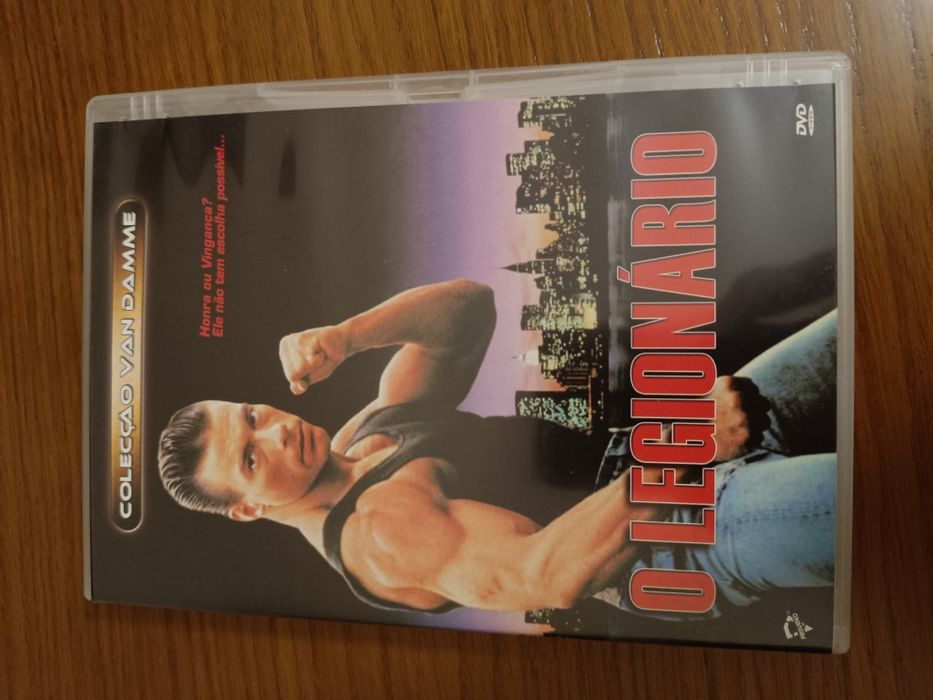 COLECÇÃO VAN DAMME
Honra ou Vingança?
Ele não tem escolha possível...
O LEGIONÁRIO
DVD